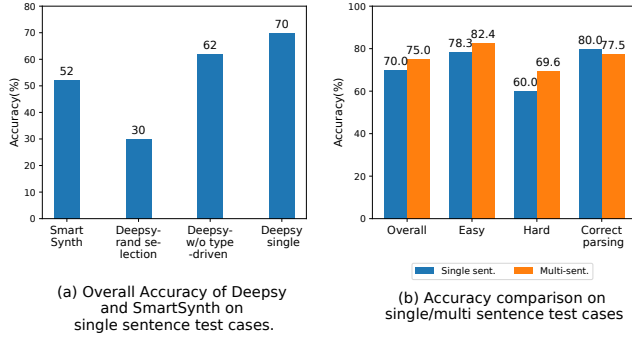 Accuracy(%)
80
70
60
50
40
30
20
10
0
52
30
62
70
Smart
Synth
Deepsy-
rand se-
lection
Deepsy-
w/o type
-driven
Deepsy
single
(a) Overall Accuracy of Deepsy
and SmartSynth on
single sentence test cases.
Accuracy(%)
100
80
60
40
20
0
70.0
75.0
78.3
82.4
60.0
69.6
80.0
77.5
Overall
Easy
Hard
Correct
parsing
Single sent.
Multi-sent.
(b) Accuracy comparison on
single/multi sentence test cases